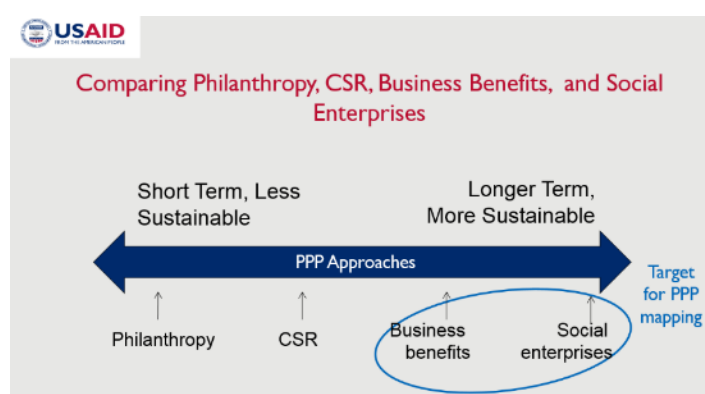 USAID
FROM THE AMERICAN PEOPLE
Comparing Philanthropy, CSR, Business Benefits, and Social
Enterprises
Short Term, Less
Sustainable
Longer Term,
More Sustainable
PPP Approaches
Target
for PPP
mapping
Philanthropy
CSR
Business
benefits
Social
enterprises